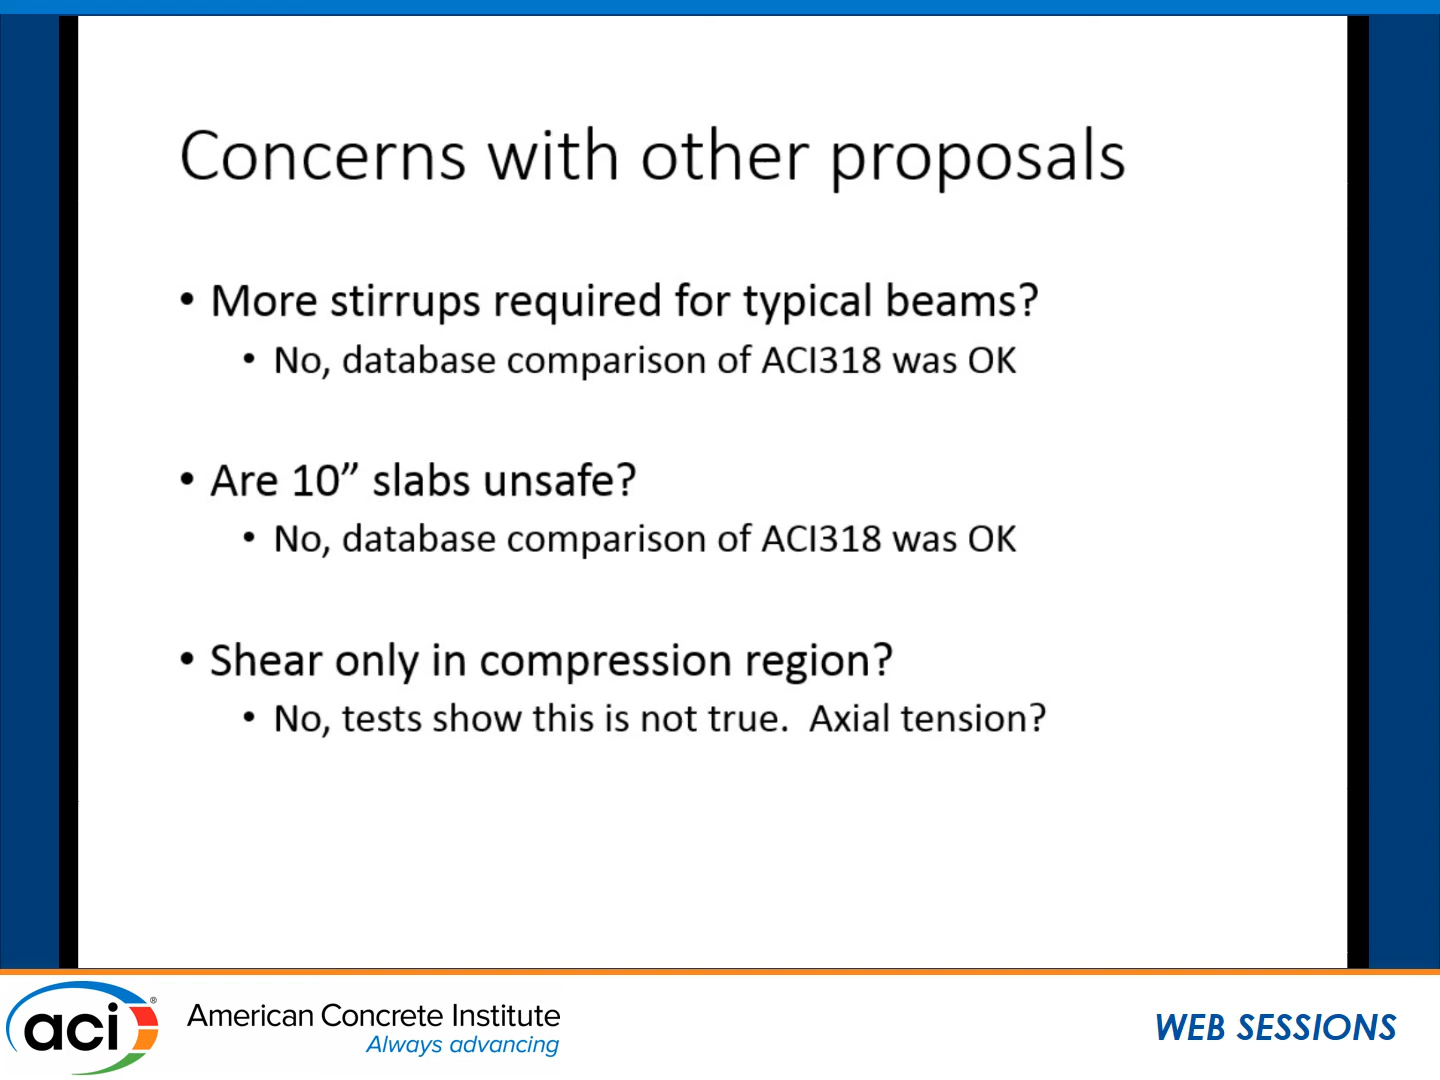 Concerns with other proposals
• More stirrups required for typical beams?
• No, database comparison of ACI318 was OK
• Are 10” slabs unsafe?
• No, database comparison of ACI318 was OK
• Shear only in compression region?
• No, tests show this is not true.  Axial tension?
aci®
American Concrete Institute
Always advancing
WEB SESSIONS